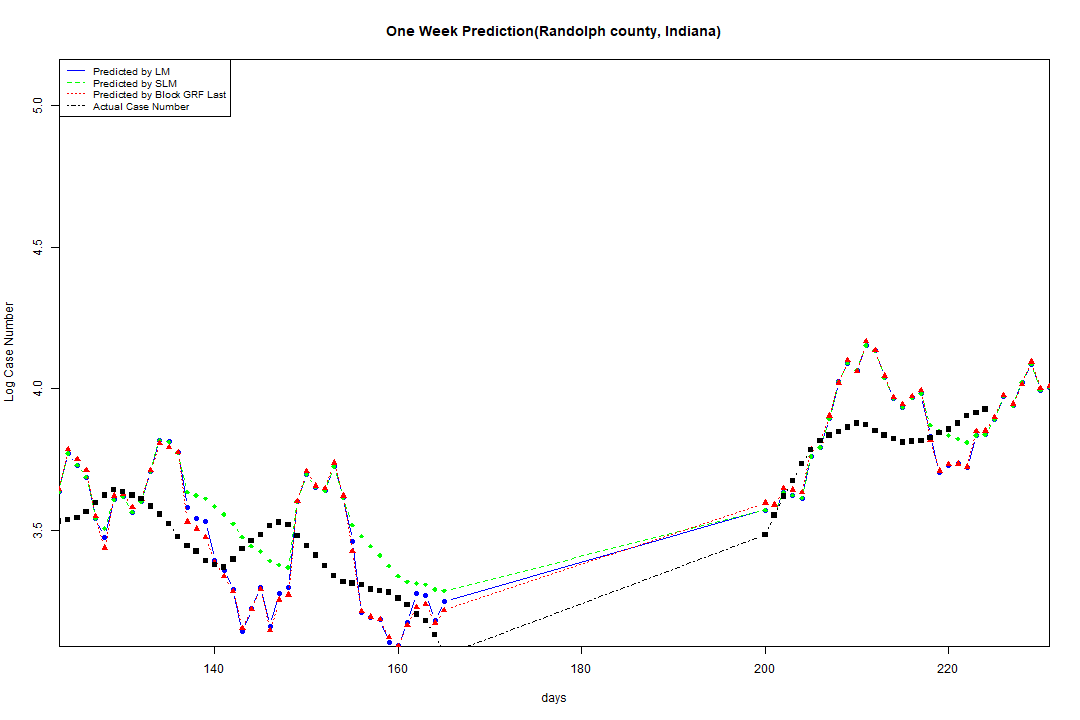 One Week Prediction(Randolph county, Indiana)
Predicted by LM
Predicted by SLM
Predicted by Block GRF Last
Actual Case Number
5.0
4.5
4.0
3.5
Log Case Number
140 160 180 200 220
days